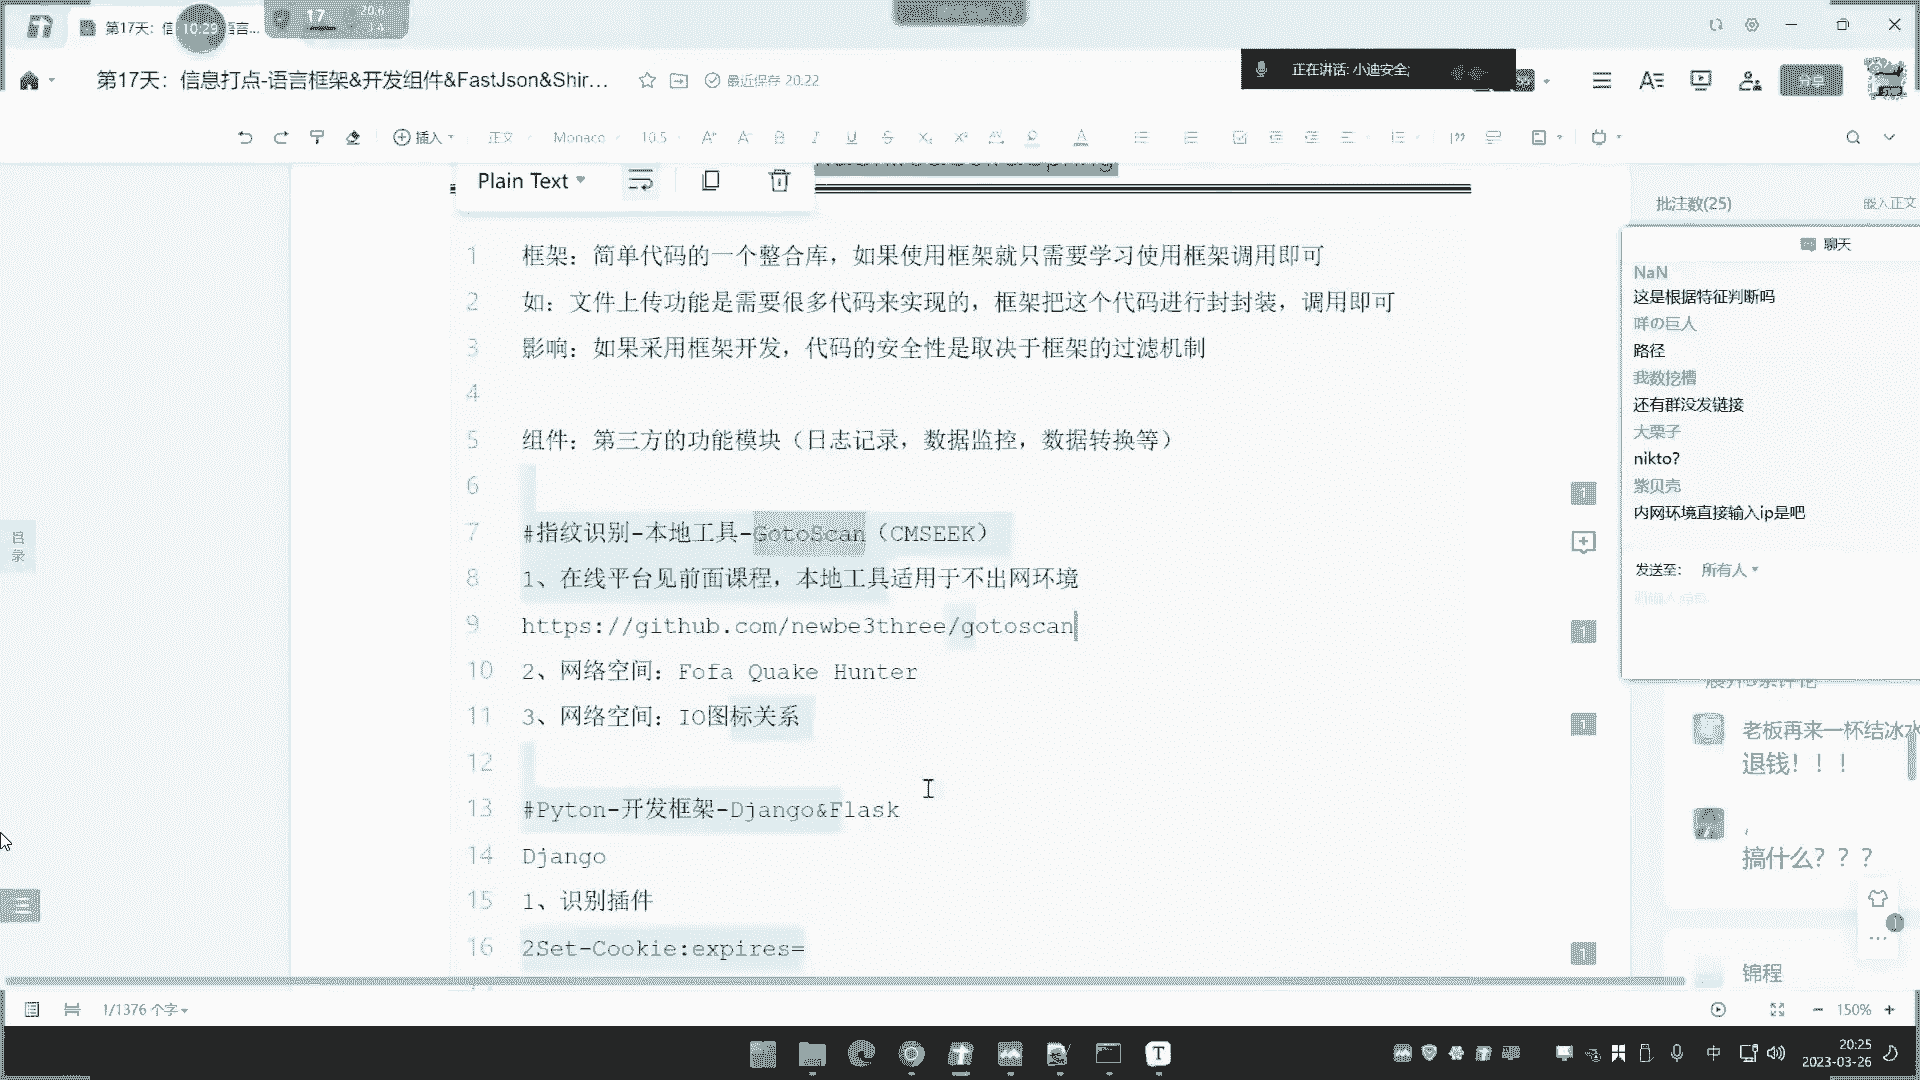 第17天：信
10:29
语言...
17
20.6
3.4
第17天：信息打点-语言框架&开发组件&FastJson&Shir...
最近保存 20:22
正在讲话: 小迪安全;
分享
插入
正文
Monaco
10.5
Plain Text
1 框架：简单代码的一个整合库，如果使用框架就只需要学习使用框架调用即可
2 如：文件上传功能是需要很多代码来实现的，框架把这个代码进行封封装，调用即可
3 影响：如果采用框架开发，代码的安全性是取决于框架的过滤机制
4
5 组件：第三方的功能模块（日志记录，数据监控，数据转换等）
6
7 #指纹识别-本地工具-GotoScan（CMSEEK）
8 1、在线平台见前面课程，本地工具适用于不出网环境
9 https://github.com/newbe3three/gotoscan
10 2、网络空间：Fofa Quake Hunter
11 3、网络空间：IO图标关系
12
13 #Pyton-开发框架-Django&Flask
14 Django
15 1、识别插件
16 2Set-Cookie:expires=
目录
批注数(25)
嵌入正文
聊天
NaN
这是根据特征判断吗
咩の巨人
路径
我数挖槽
还有群没发链接
大栗子
nikto?
紫贝壳
内网环境直接输入ip是吧
发送至: 所有人
老板再来一杯结冰水
退钱！！！
，
搞什么？？？
锦程
1/1376 个字
150%
中
20:25
2023-03-26